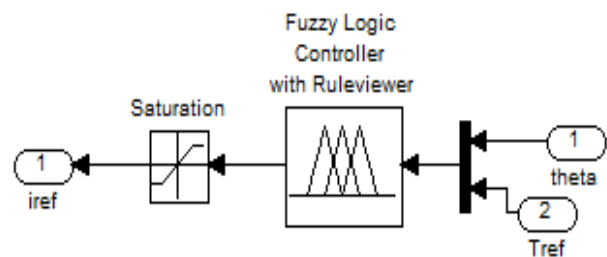 Fuzzy Logic
Controller
with Ruleviewer
Saturation
1
iref
1
theta
2
Tref